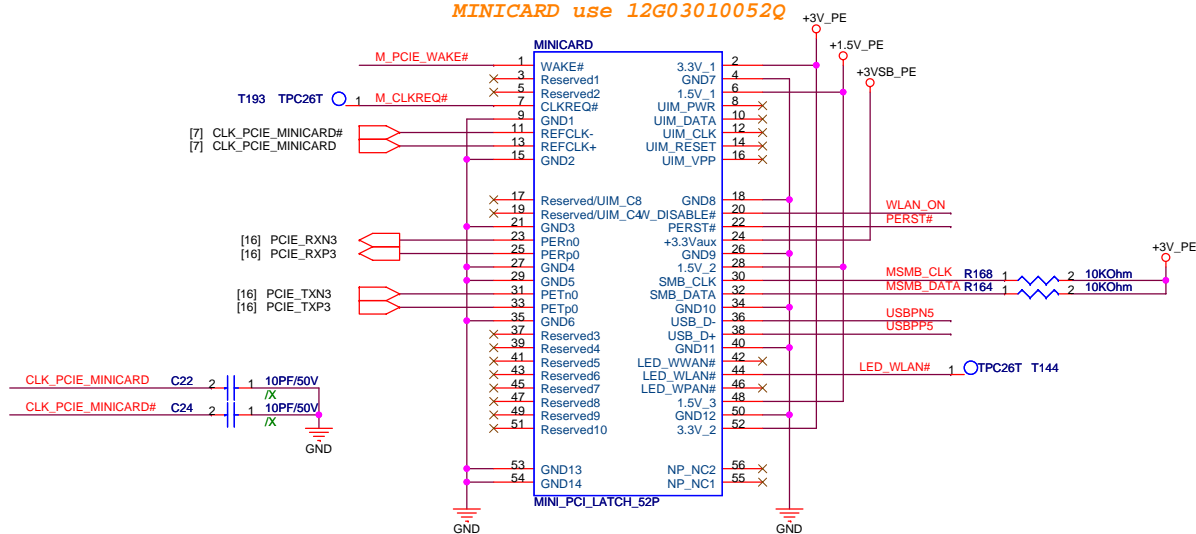 MINICARD use 12G03010052Q
+3V_PE
+1.5V_PE
+3VSB_PE
MINICARD
M_PCIE_WAKE# 1 WAKE# 3.3V_1 2
3 Reserved1 GND7 4
5 Reserved2 1.5V_1 6
T193 TPC26T 1 M_CLKREQ# 7 CLKREQ# UIM_PWR 8
9 GND1 UIM_DATA 10
[7] CLK_PCIE_MINICARD# 11 REFCLK- UIM_CLK 12
[7] CLK_PCIE_MINICARD 13 REFCLK+ UIM_RESET 14
15 GND2 UIM_VPP 16
17 Reserved/UIM_C8 GND8 18
19 Reserved/UIM_C4 W_DISABLE# 20 WLAN_ON
21 GND3 PERST# 22 PERST#
[16] PCIE_RXN3 23 PERn0 +3.3Vaux 24
[16] PCIE_RXP3 25 PERp0 GND9 26
+3V_PE
27 GND4 1.5V_2 28
29 GND5 SMB_CLK 30 MSMB_CLK R168 1 2 10KOhm
[16] PCIE_TXN3 31 PETn0 SMB_DATA 32 MSMB_DATA R164 1 2 10KOhm
[16] PCIE_TXP3 33 PETp0 GND10 34
35 GND6 USB_D- 36 USBPN5
37 Reserved3 USB_D+ 38 USBPP5
39 Reserved4 GND11 40
41 Reserved5 LED_WWAN# 42
43 Reserved6 LED_WLAN# 44 LED_WLAN# 1 TPC26T T144
45 Reserved7 LED_WPAN# 46
47 Reserved8 1.5V_3 48
49 Reserved9 GND12 50
51 Reserved10 3.3V_2 52
53 GND13 NP_NC2 56
54 GND14 NP_NC1 55
MINI_PCI_LATCH_52P
GND
GND
CLK_PCIE_MINICARD C22 2 1 10PF/50V
/X
CLK_PCIE_MINICARD# C24 2 1 10PF/50V
/X
GND